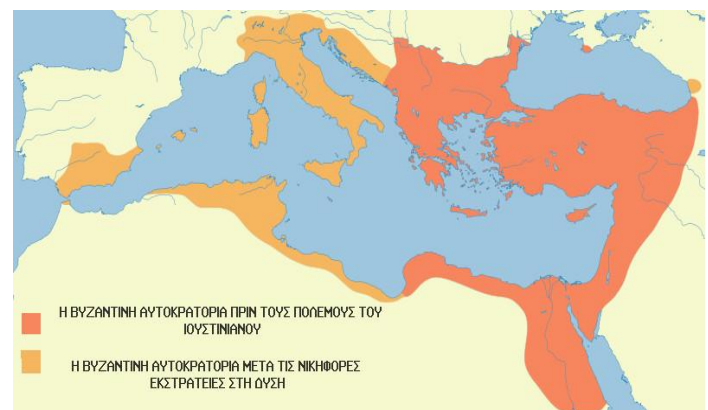 Η ΒΥΖΑΝΤΙΝΗ ΑΥΤΟΚΡΑΤΟΡΙΑ ΠΡΙΝ ΤΟΥΣ ΠΟΛΕΜΟΥΣ ΤΟΥ
ΙΟΥΣΤΙΝΙΑΝΟΥ
Η ΒΥΖΑΝΤΙΝΗ ΑΥΤΟΚΡΑΤΟΡΙΑ ΜΕΤΑ ΤΙΣ ΝΙΚΗΦΟΡΕΣ
ΕΚΣΤΡΑΤΕΙΕΣ ΣΤΗ ΔΥΣΗ